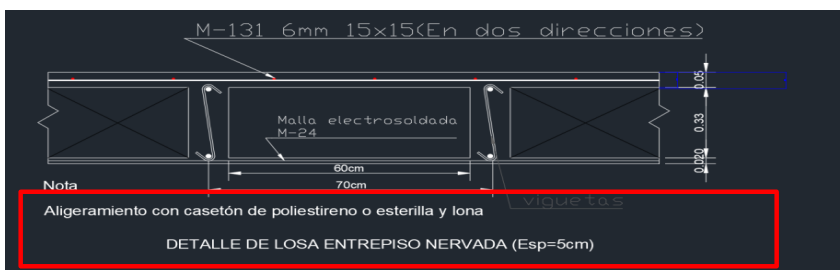 M-131 6mm 15x15(En dos direcciones)
0.05
Malla electrosoldada
M-24
0.33
0.020
60cm
70cm
Nota
viguetas
Aligeramiento con casetón de poliestireno o esterilla y lona
DETALLE DE LOSA ENTREPISO NERVADA (Esp=5cm)